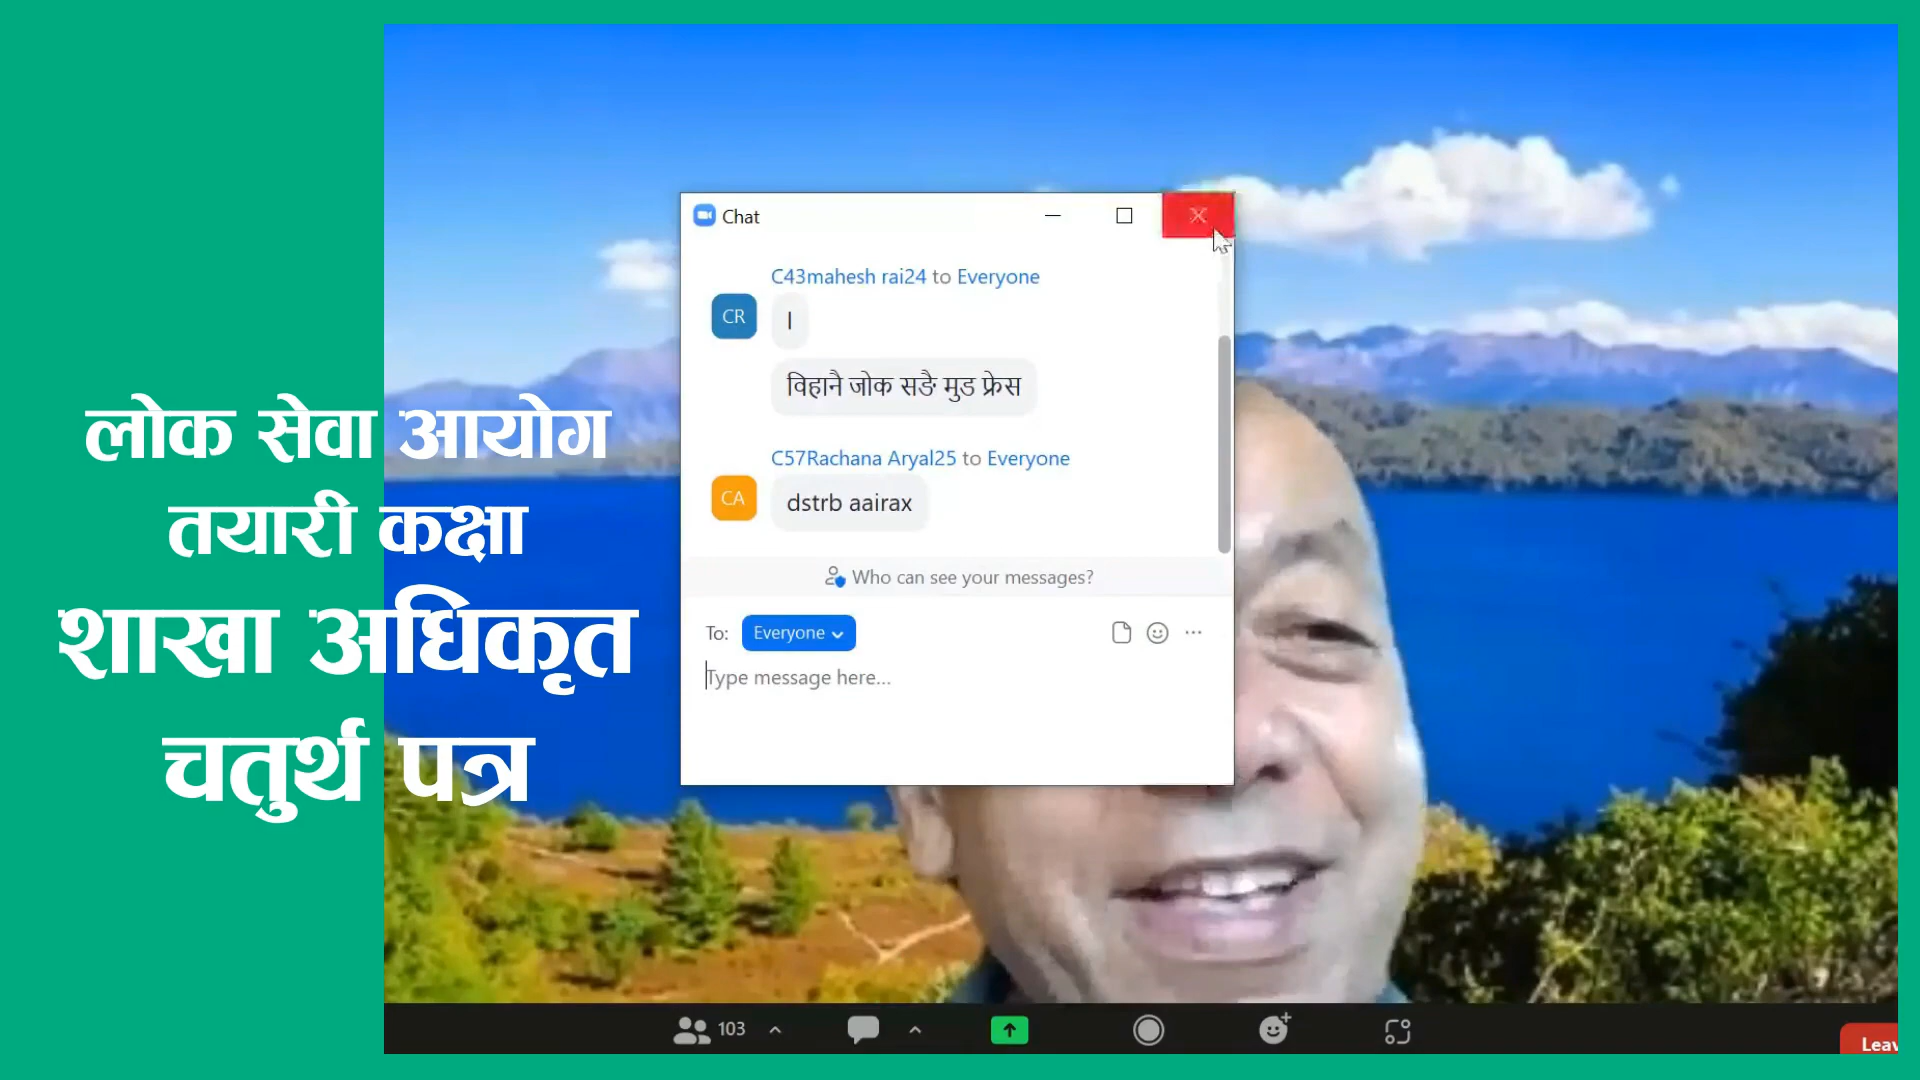 लोक सेवा आयोग
तयारी कक्षा
शाखा अधिकृत
चतुर्थ पत्र
Chat
C43mahesh rai24 to Everyone
CR
l
विहानै जोक सङै मुड फ्रेस
C57Rachana Aryal25 to Everyone
CA
dstrb aairax
Who can see your messages?
To: Everyone
Type message here...
103
Leav